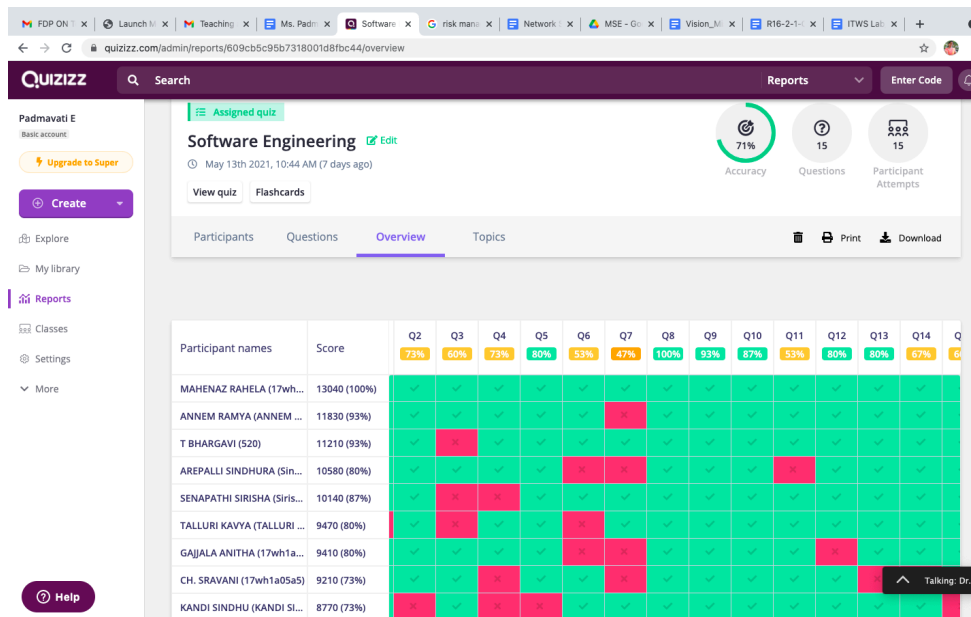 FDP ON T
Launch M
Teaching
Ms. Padm
Software
risk mana
Network
MSE - Go
Vision_Mi
R16-2-1-
ITWS Lab
quizizz.com/admin/reports/609cb5c95b7318001d8fbc44/overview
QUIZIZZ
Search
Reports
Enter Code
Padmavati E
Basic account
Upgrade to Super
Create
Explore
My library
Reports
Classes
Settings
More
Help
Assigned quiz
Software Engineering Edit
May 13th 2021, 10:44 AM (7 days ago)
View quiz Flashcards
71% 15 15
Accuracy Questions Participant
Attempts
Participants Questions Overview Topics Print Download
Participant names Score Q2 Q3 Q4 Q5 Q6 Q7 Q8 Q9 Q10 Q11 Q12 Q13 Q14
73% 60% 73% 80% 53% 47% 100% 93% 87% 53% 80% 80% 67%
MAHENAZ RAHELA (17wh... 13040 (100%)
ANNEM RAMYA (ANNEM ... 11830 (93%)
T BHARGAVI (520) 11210 (93%)
AREPALLI SINDHURA (Sin... 10580 (80%)
SENAPATHI SIRISHA (Siris... 10140 (87%)
TALLURI KAVYA (TALLURI ... 9470 (80%)
GAJJALA ANITHA (17wh1a... 9410 (80%)
CH. SRAVANI (17wh1a05a5) 9210 (73%)
Talking: Dr.
KANDI SINDHU (KANDI SI... 8770 (73%)